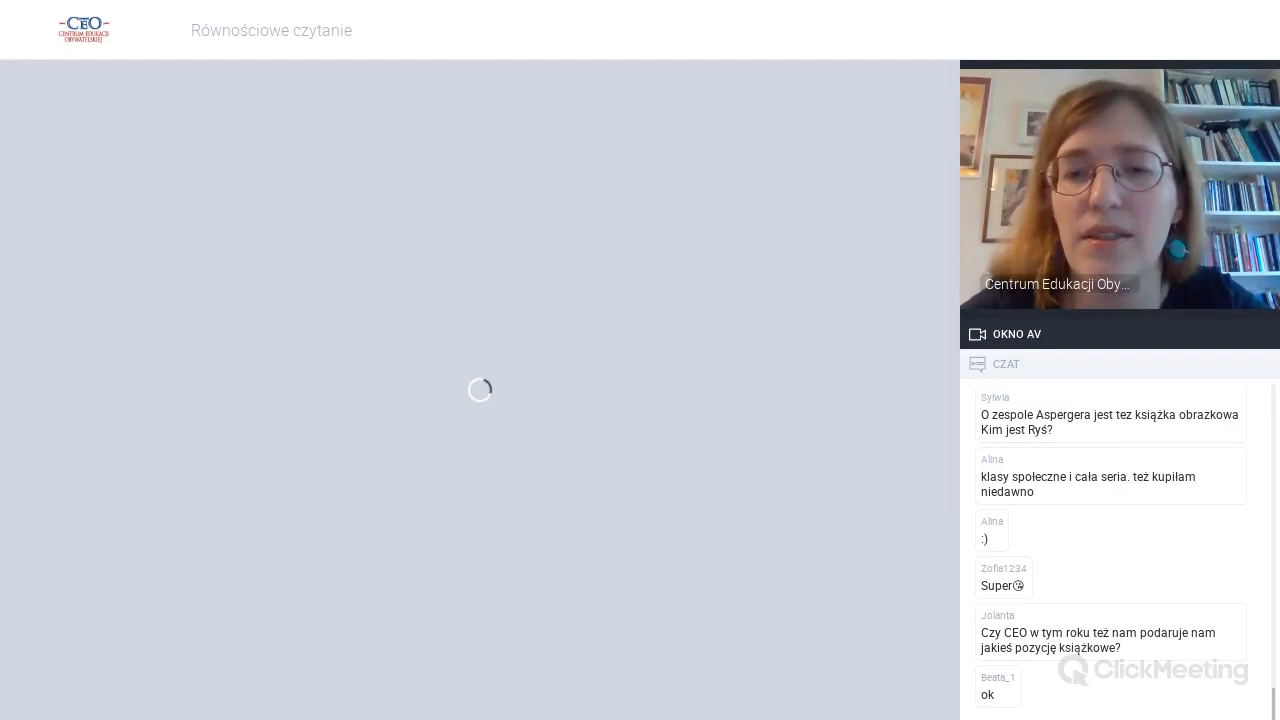 CEO
CENTRUM EDUKACJI
OBYWATELSKIEJ
Równościowe czytanie
Centrum Edukacji Oby...
OKNO AV
CZAT
Sylwia
O zespole Aspergera jest tez książka obrazkowa
Kim jest Ryś?
Alina
klasy społeczne i cała seria. też kupiłam
niedawno
Alina
:)
Zofia1234
Super😘
Jolanta
Czy CEO w tym roku też nam podaruje nam
jakieś pozycję książkowe?
ClickMeeting
Beata_1
ok